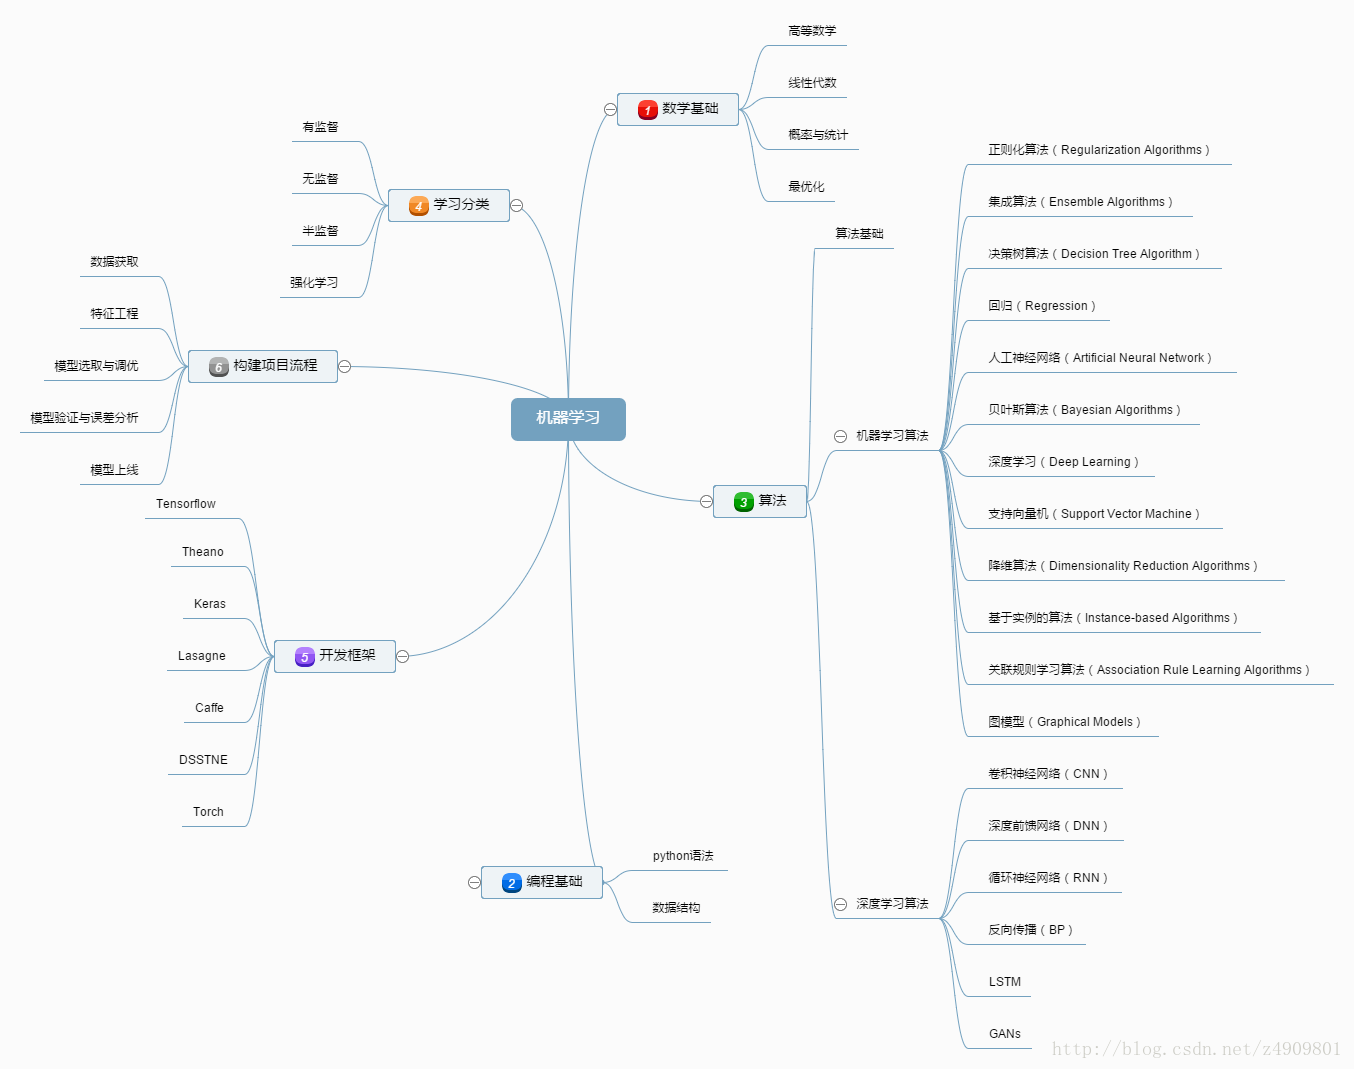 机器学习
1 数学基础
高等数学
线性代数
概率与统计
最优化
2 编程基础
python语法
数据结构
3 算法
算法基础
机器学习算法
正则化算法（Regularization Algorithms）
集成算法（Ensemble Algorithms）
决策树算法（Decision Tree Algorithm）
回归（Regression）
人工神经网络（Artificial Neural Network）
贝叶斯算法（Bayesian Algorithms）
深度学习（Deep Learning）
支持向量机（Support Vector Machine）
降维算法（Dimensionality Reduction Algorithms）
基于实例的算法（Instance-based Algorithms）
关联规则学习算法（Association Rule Learning Algorithms）
图模型（Graphical Models）
深度学习算法
卷积神经网络（CNN）
深度前馈网络（DNN）
循环神经网络（RNN）
反向传播（BP）
LSTM
GANs
4 学习分类
有监督
无监督
半监督
强化学习
5 开发框架
Tensorflow
Theano
Keras
Lasagne
Caffe
DSSTNE
Torch
6 构建项目流程
数据获取
特征工程
模型选取与调优
模型验证与误差分析
模型上线
http://blog.csdn.net/z4909801